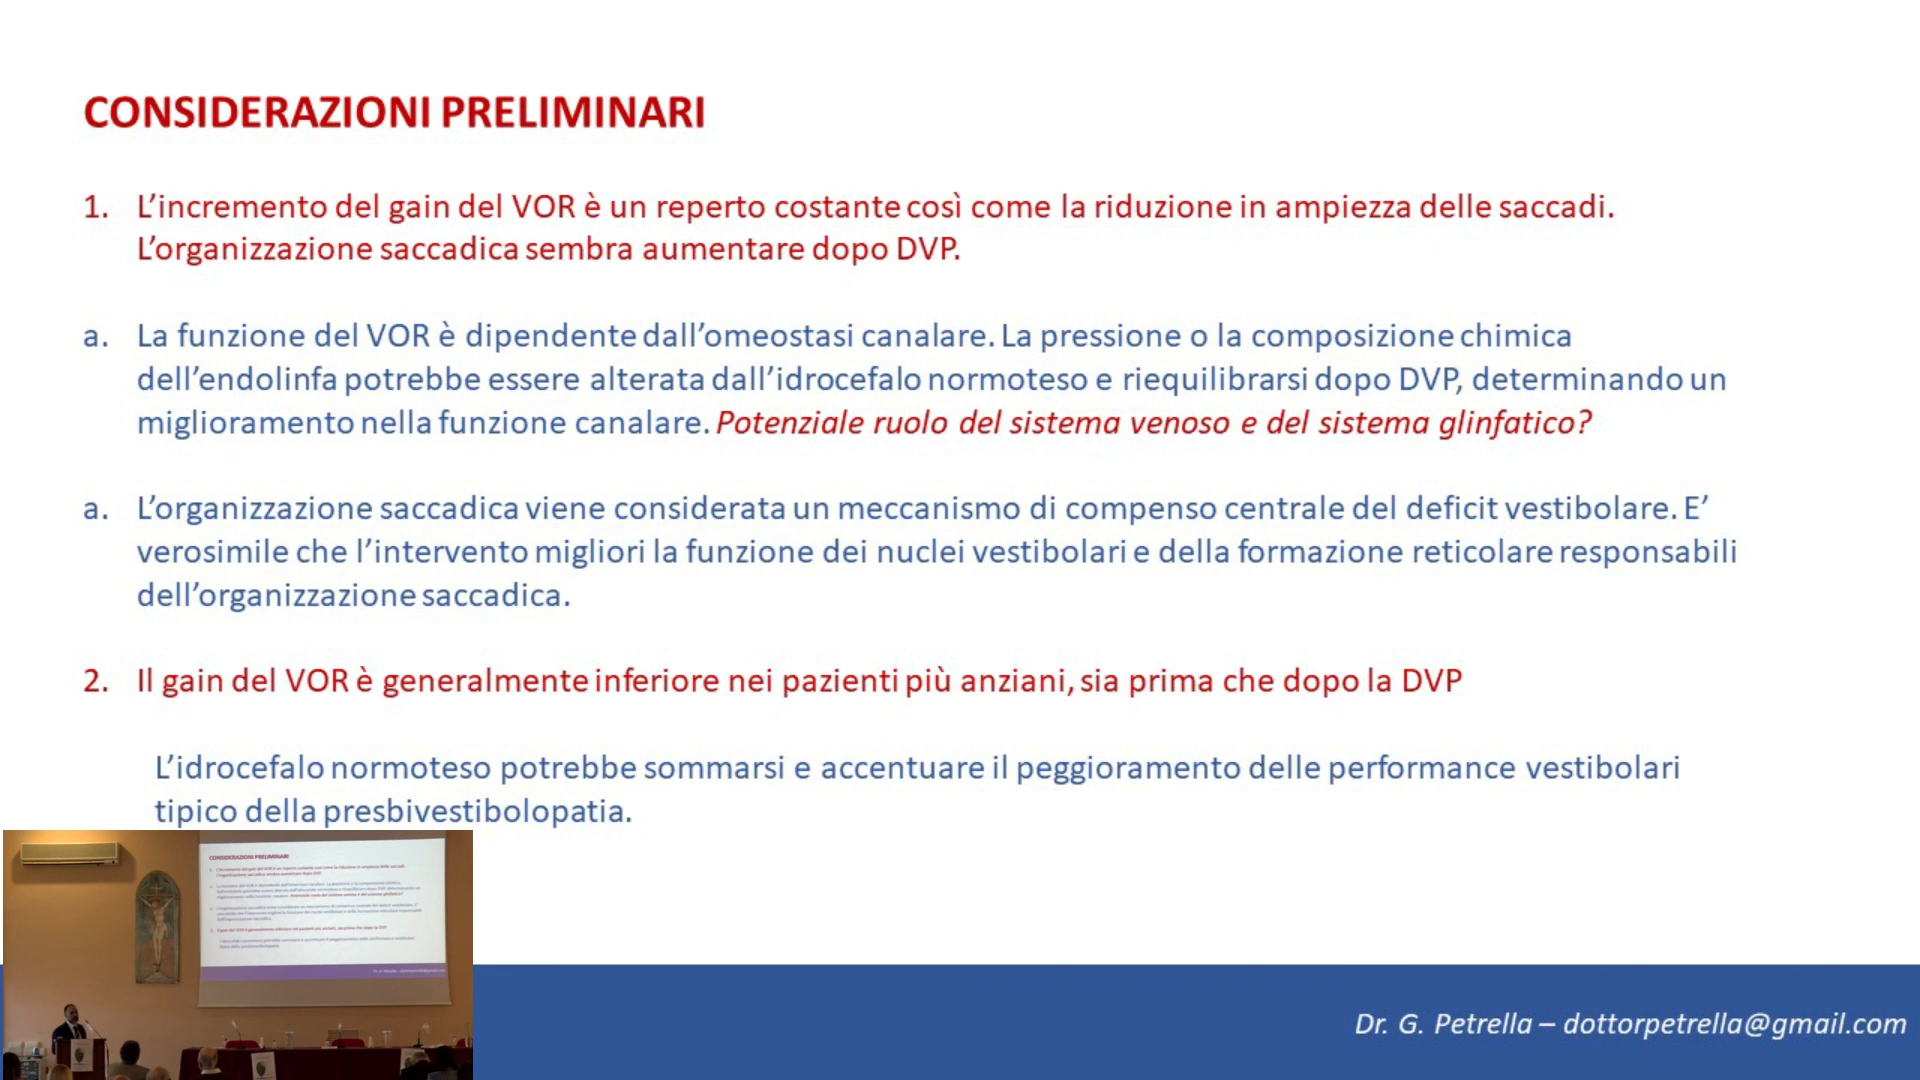 CONSIDERAZIONI PRELIMINARI
1. L'incremento del gain del VOR è un reperto costante così come la riduzione in ampiezza delle saccadi.
L'organizzazione saccadica sembra aumentare dopo DVP.
a. La funzione del VOR è dipendente dall'omeostasi canalare. La pressione o la composizione chimica
dell'endolinfa potrebbe essere alterata dall'idrocefalo normoteso e riequilibrarsi dopo DVP, determinando un
miglioramento nella funzione canalare. Potenziale ruolo del sistema venoso e del sistema glinfatico?
a. L'organizzazione saccadica viene considerata un meccanismo di compenso centrale del deficit vestibolare. E'
verosimile che l'intervento migliori la funzione dei nuclei vestibolari e della formazione reticolare responsabili
dell'organizzazione saccadica.
2. Il gain del VOR è generalmente inferiore nei pazienti più anziani, sia prima che dopo la DVP
L'idrocefalo normoteso potrebbe sommarsi e accentuare il peggioramento delle performance vestibolari
tipico della presbivestibolopatia.
CONSIDERAZIONI PRELIMINARI
Dr. G. Petrella – dottorpetrella@gmail.com